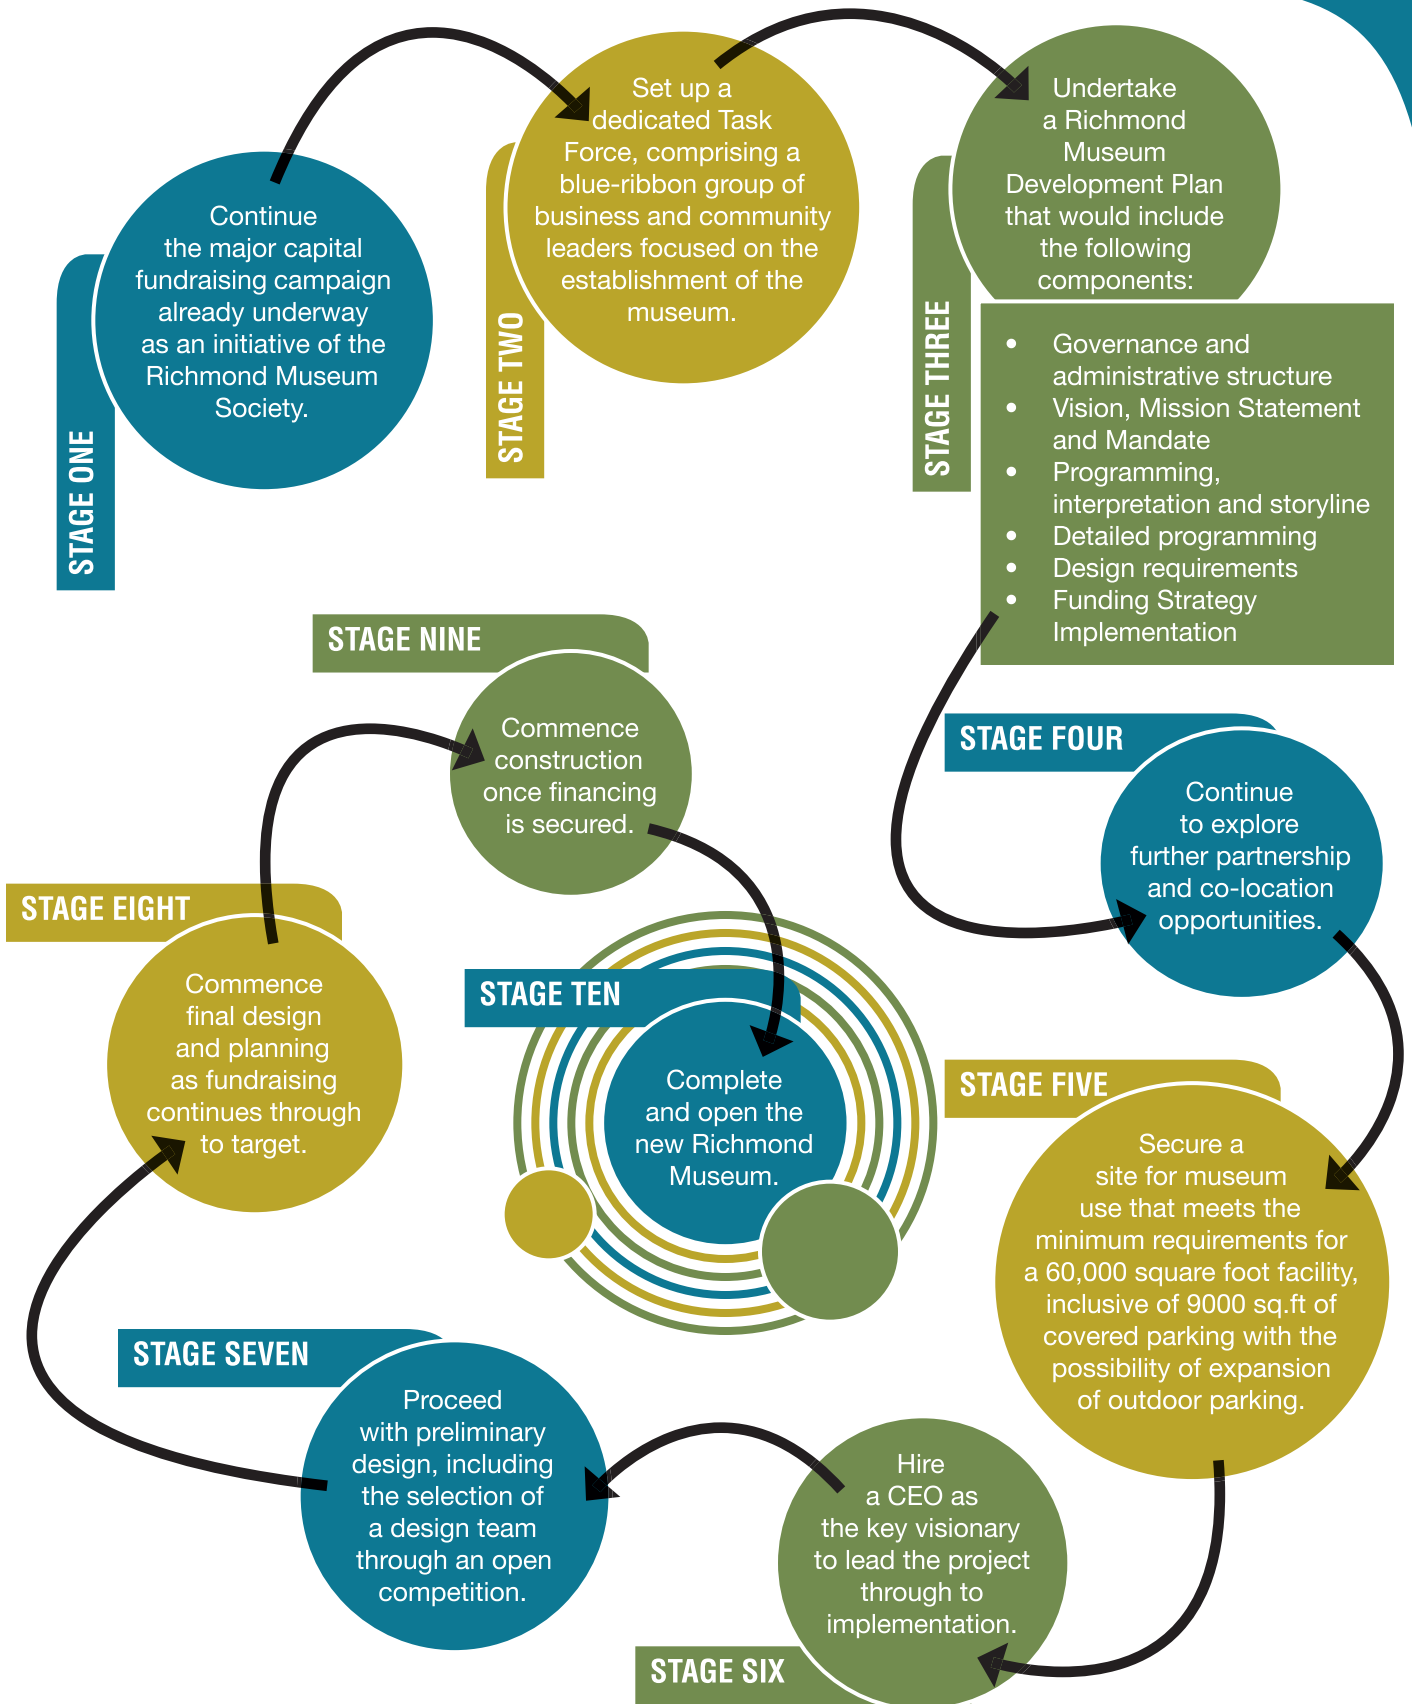 STAGE ONE
Continue
the major capital
fundraising campaign
already underway
as an initiative of the
Richmond Museum
Society.
STAGE TWO
Set up a
dedicated Task
Force, comprising a
blue-ribbon group of
business and community
leaders focused on the
establishment of the
museum.
STAGE THREE
Undertake
a Richmond
Museum
Development Plan
that would include
the following
components:
• Governance and
administrative structure
• Vision, Mission Statement
and Mandate
• Programming,
interpretation and storyline
• Detailed programming
• Design requirements
• Funding Strategy
Implementation
STAGE FOUR
Continue
to explore
further partnership
and co-location
opportunities.
STAGE FIVE
Secure a
site for museum
use that meets the
minimum requirements for
a 60,000 square foot facility,
inclusive of 9000 sq.ft of
covered parking with the
possibility of expansion
of outdoor parking.
STAGE SIX
Hire
a CEO as
the key visionary
to lead the project
through to
implementation.
STAGE SEVEN
Proceed
with preliminary
design, including
the selection of
a design team
through an open
competition.
STAGE EIGHT
Commence
final design
and planning
as fundraising
continues through
to target.
STAGE NINE
Commence
construction
once financing
is secured.
STAGE TEN
Complete
and open the
new Richmond
Museum.